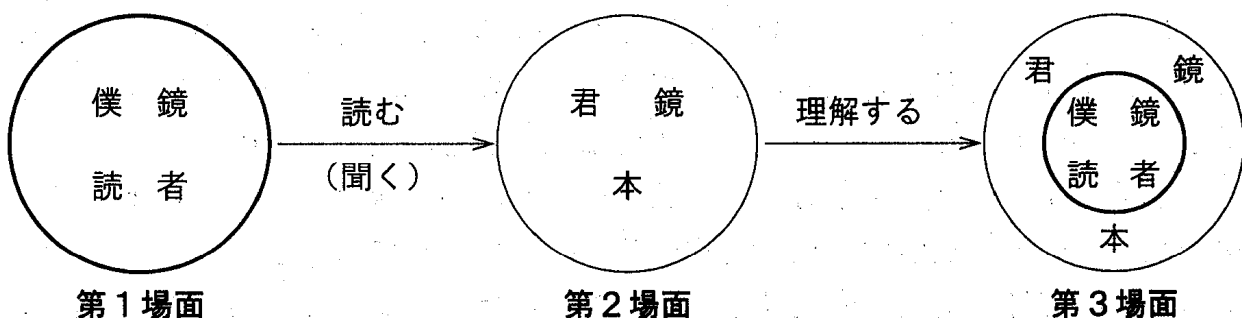 僕 鏡
読 者
第1場面
読む
(聞く)
君 鏡
本
第2場面
理解する
君 鏡
僕 鏡
読 者
本
第3場面